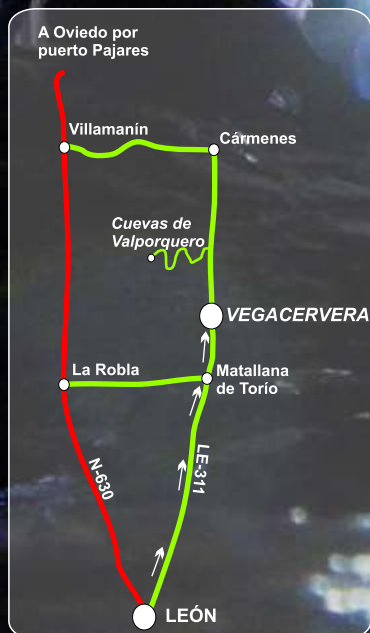 A Oviedo por
puerto Pajares
Villamanín
Cármenes
Cuevas de
Valporquero
VEGACERVERA
La Robla
Matallana
de Torío
N-630
LE-311
LEÓN